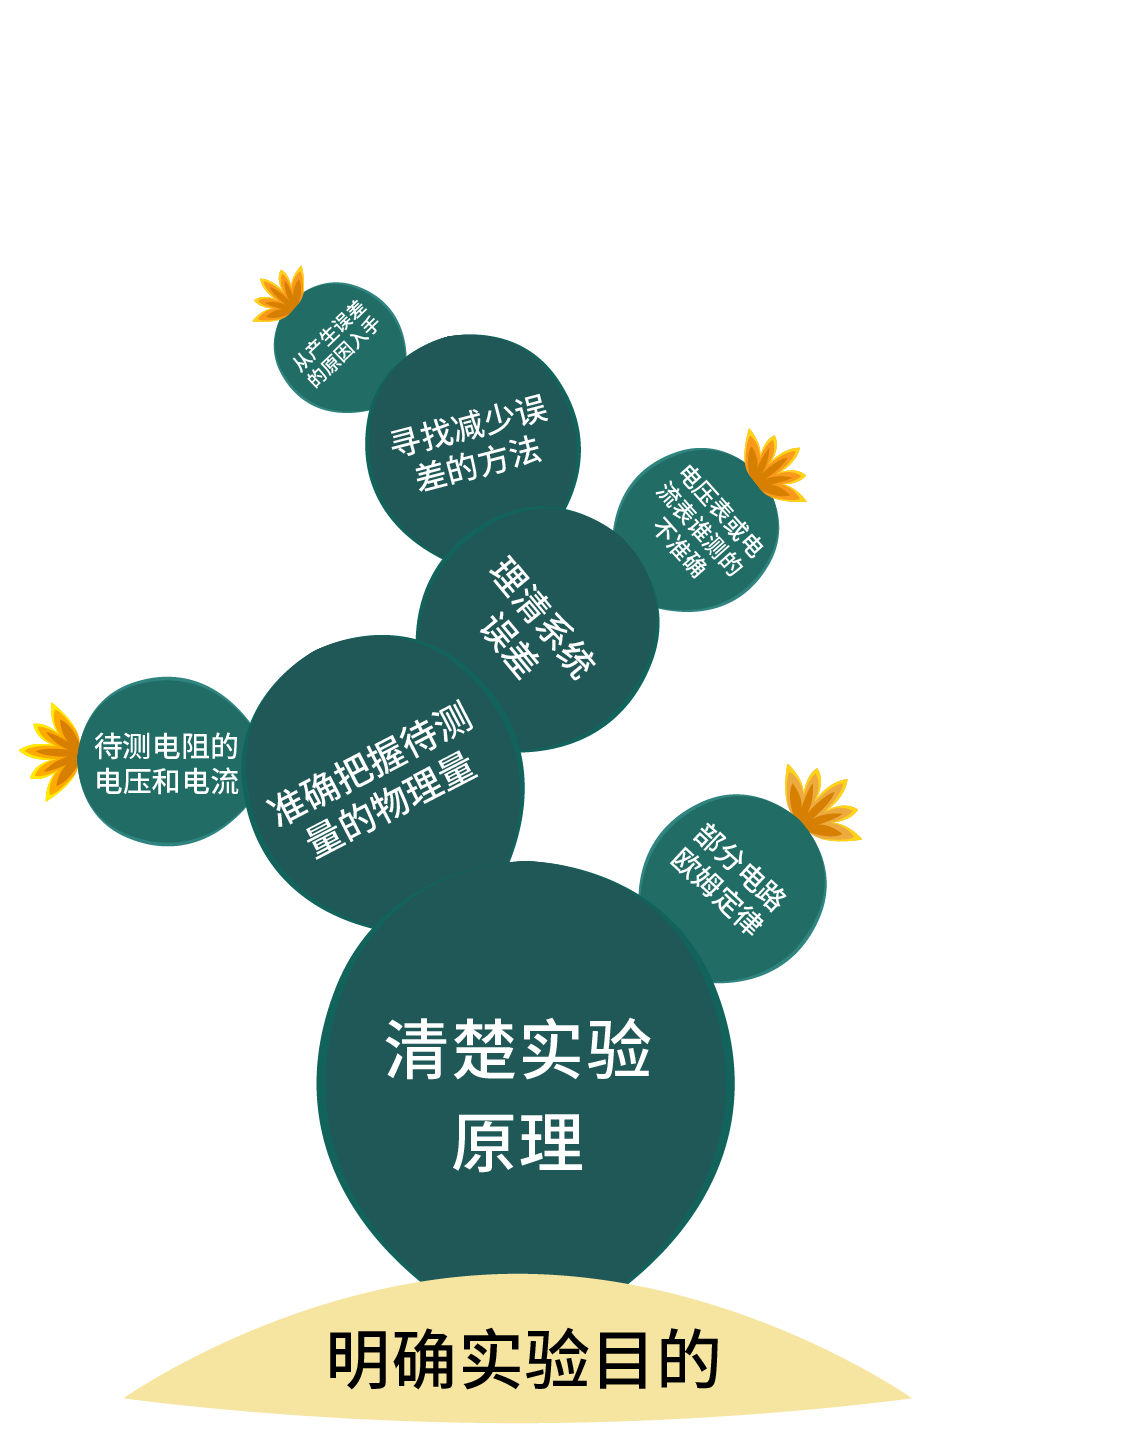 从产生误差
的原因入手
寻找减少误
差的方法
电压表或电
流表谁测的
不准确
理清系统
误差
待测电阻的
电压和电流
准确把握待测
量的物理量
部分电路
欧姆定律
清楚实验
原理
明确实验目的